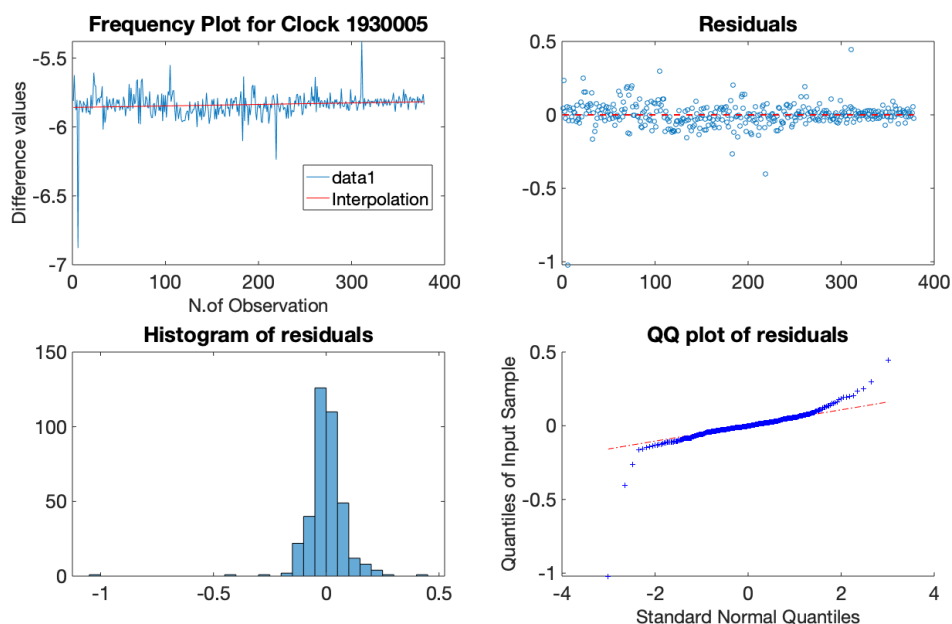 Frequency Plot for Clock 1930005
Difference values
-5.5
-6
-6.5
-7
data1
Interpolation
0 100 200 300 400
N.of Observation
Residuals
0.5
0
-0.5
-1
0 100 200 300 400
Histogram of residuals
150
100
50
0
-1 -0.5 0 0.5
QQ plot of residuals
Quantiles of Input Sample
0.5
0
-0.5
-1
-4 -2 0 2 4
Standard Normal Quantiles